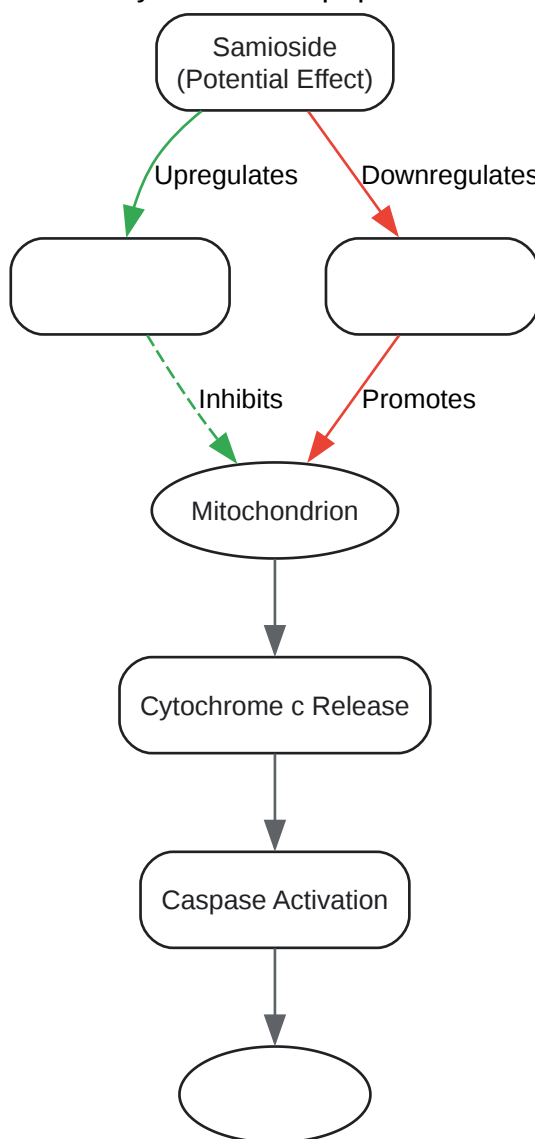 Samioside
(Potential Effect)
Upregulates
Downregulates
Inhibits
Promotes
Mitochondrion
Cytochrome c Release
Caspase Activation